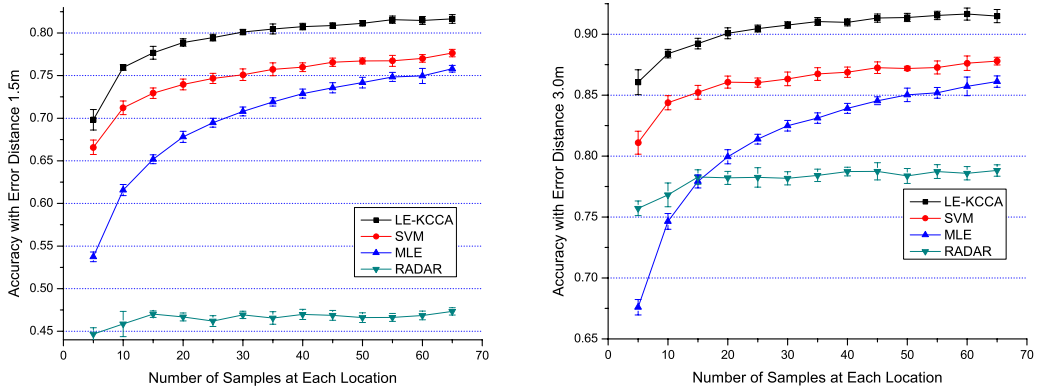 Accuracy with Error Distance 1.5m
0.80
0.75
0.70
0.65
0.60
0.55
0.50
0.45
LE-KCCA
SVM
MLE
RADAR
0 10 20 30 40 50 60 70
Number of Samples at Each Location
Accuracy with Error Distance 3.0m
0.90
0.85
0.80
0.75
0.70
0.65
LE-KCCA
SVM
MLE
RADAR
0 10 20 30 40 50 60 70
Number of Samples at Each Location